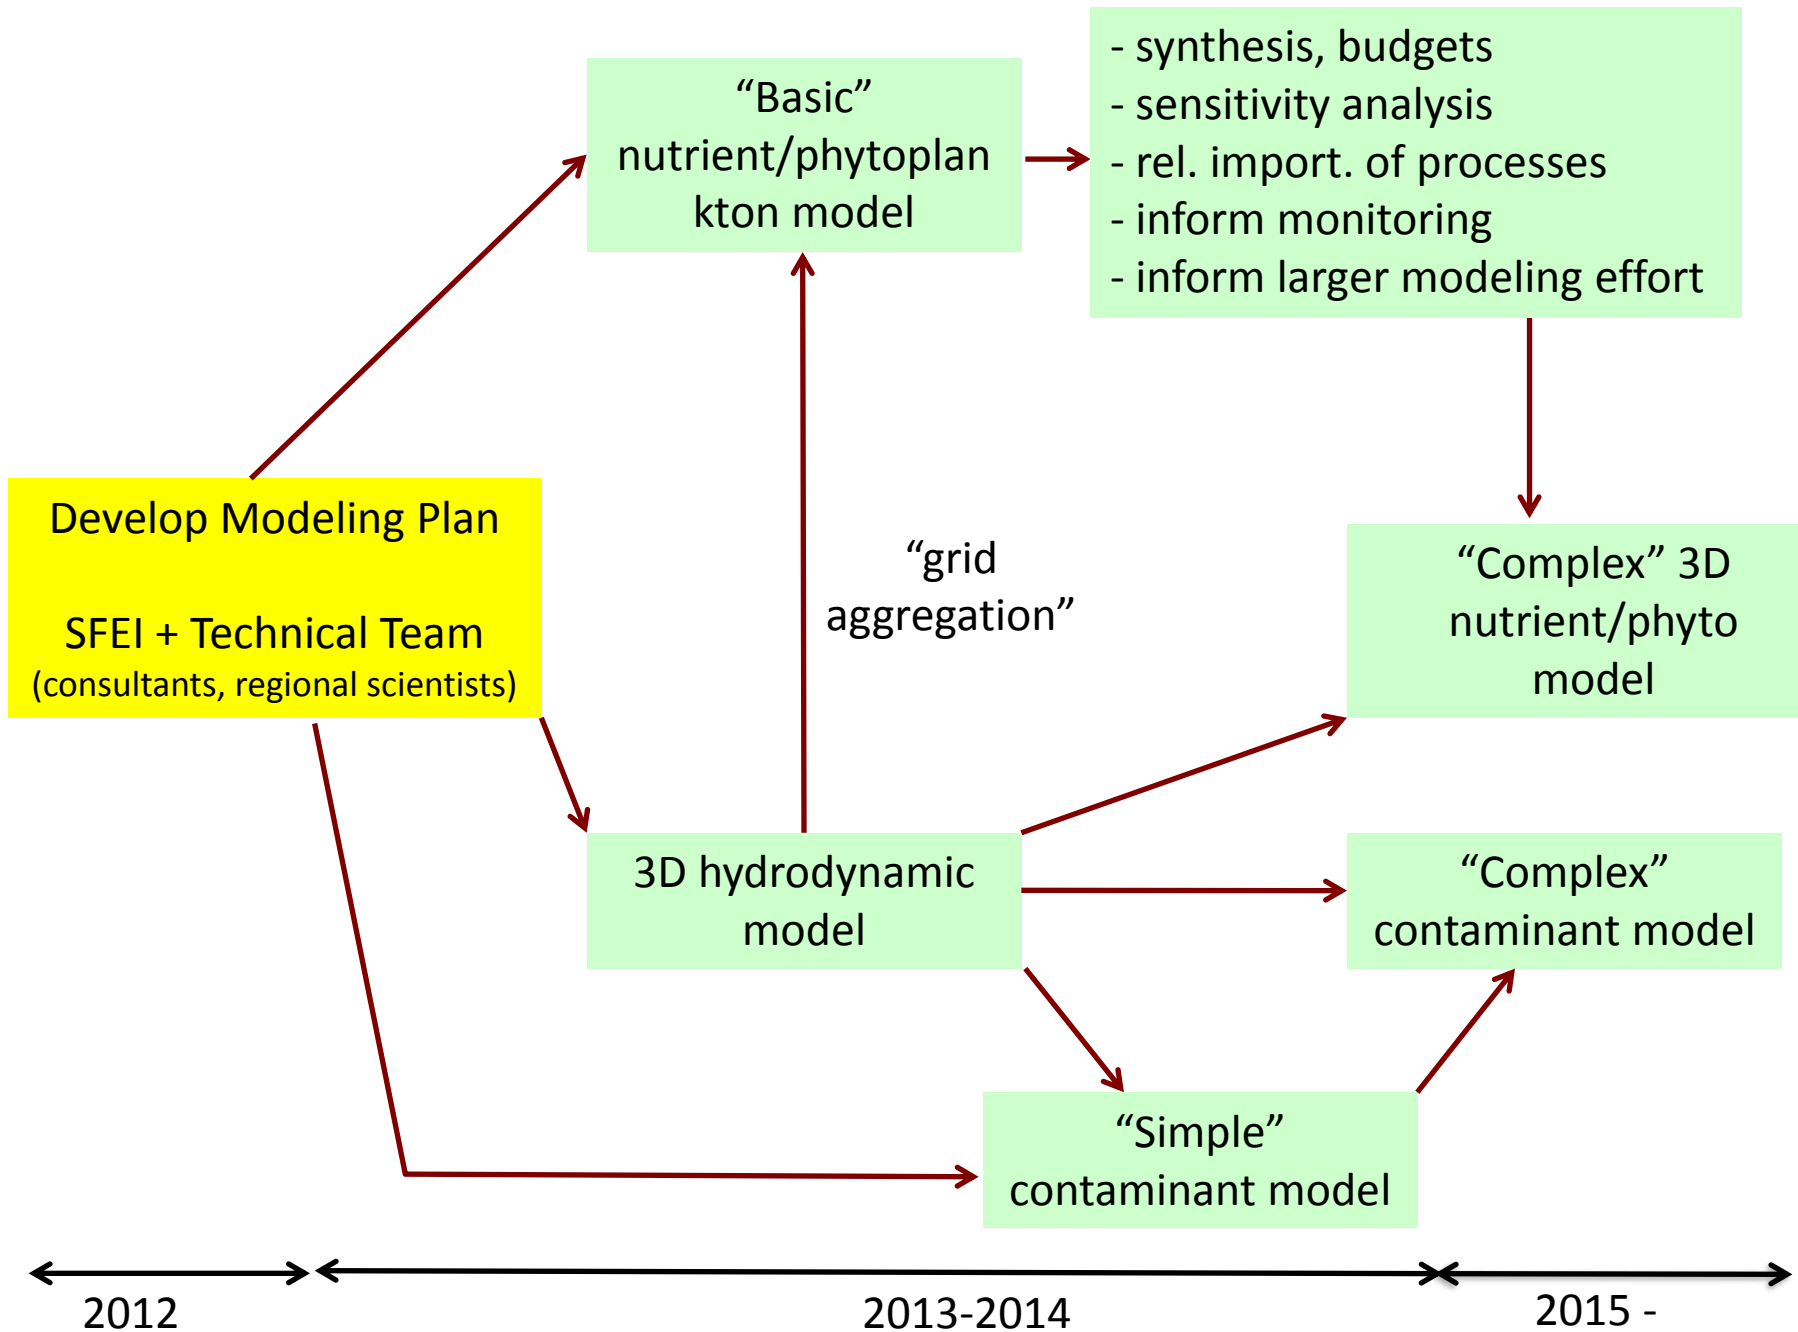 “Basic”
nutrient/phytoplan
kton model
- synthesis, budgets
- sensitivity analysis
- rel. import. of processes
- inform monitoring
- inform larger modeling effort
Develop Modeling Plan
SFEI + Technical Team
(consultants, regional scientists)
“grid
aggregation”
“Complex” 3D
nutrient/phyto
model
3D hydrodynamic
model
“Complex”
contaminant model
“Simple”
contaminant model
2012
2013-2014
2015 -